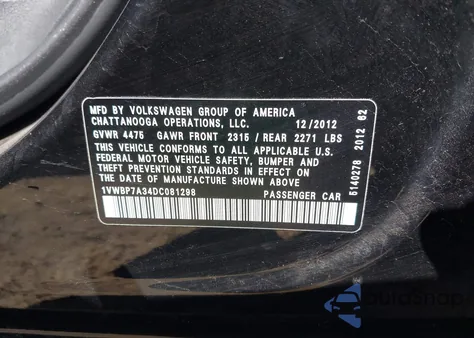 MFD BY VOLKSWAGEN GROUP OF AMERICA
CHATTANOOGA OPERATIONS, LLC. 12/2012
GVWR 4475 GAWR FRONT 2315 / REAR 2271 LBS
THIS VEHICLE CONFORMS TO ALL APPLICABLE U.S.
FEDERAL MOTOR VEHICLE SAFETY, BUMPER AND
THEFT PREVENTION STANDARDS IN EFFECT ON THE
DATE OF MANUFACTURE SHOWN ABOVE.
1VWBP7A34DC081298 PASSENGER CAR
5140278 2012 62
AutoSnap